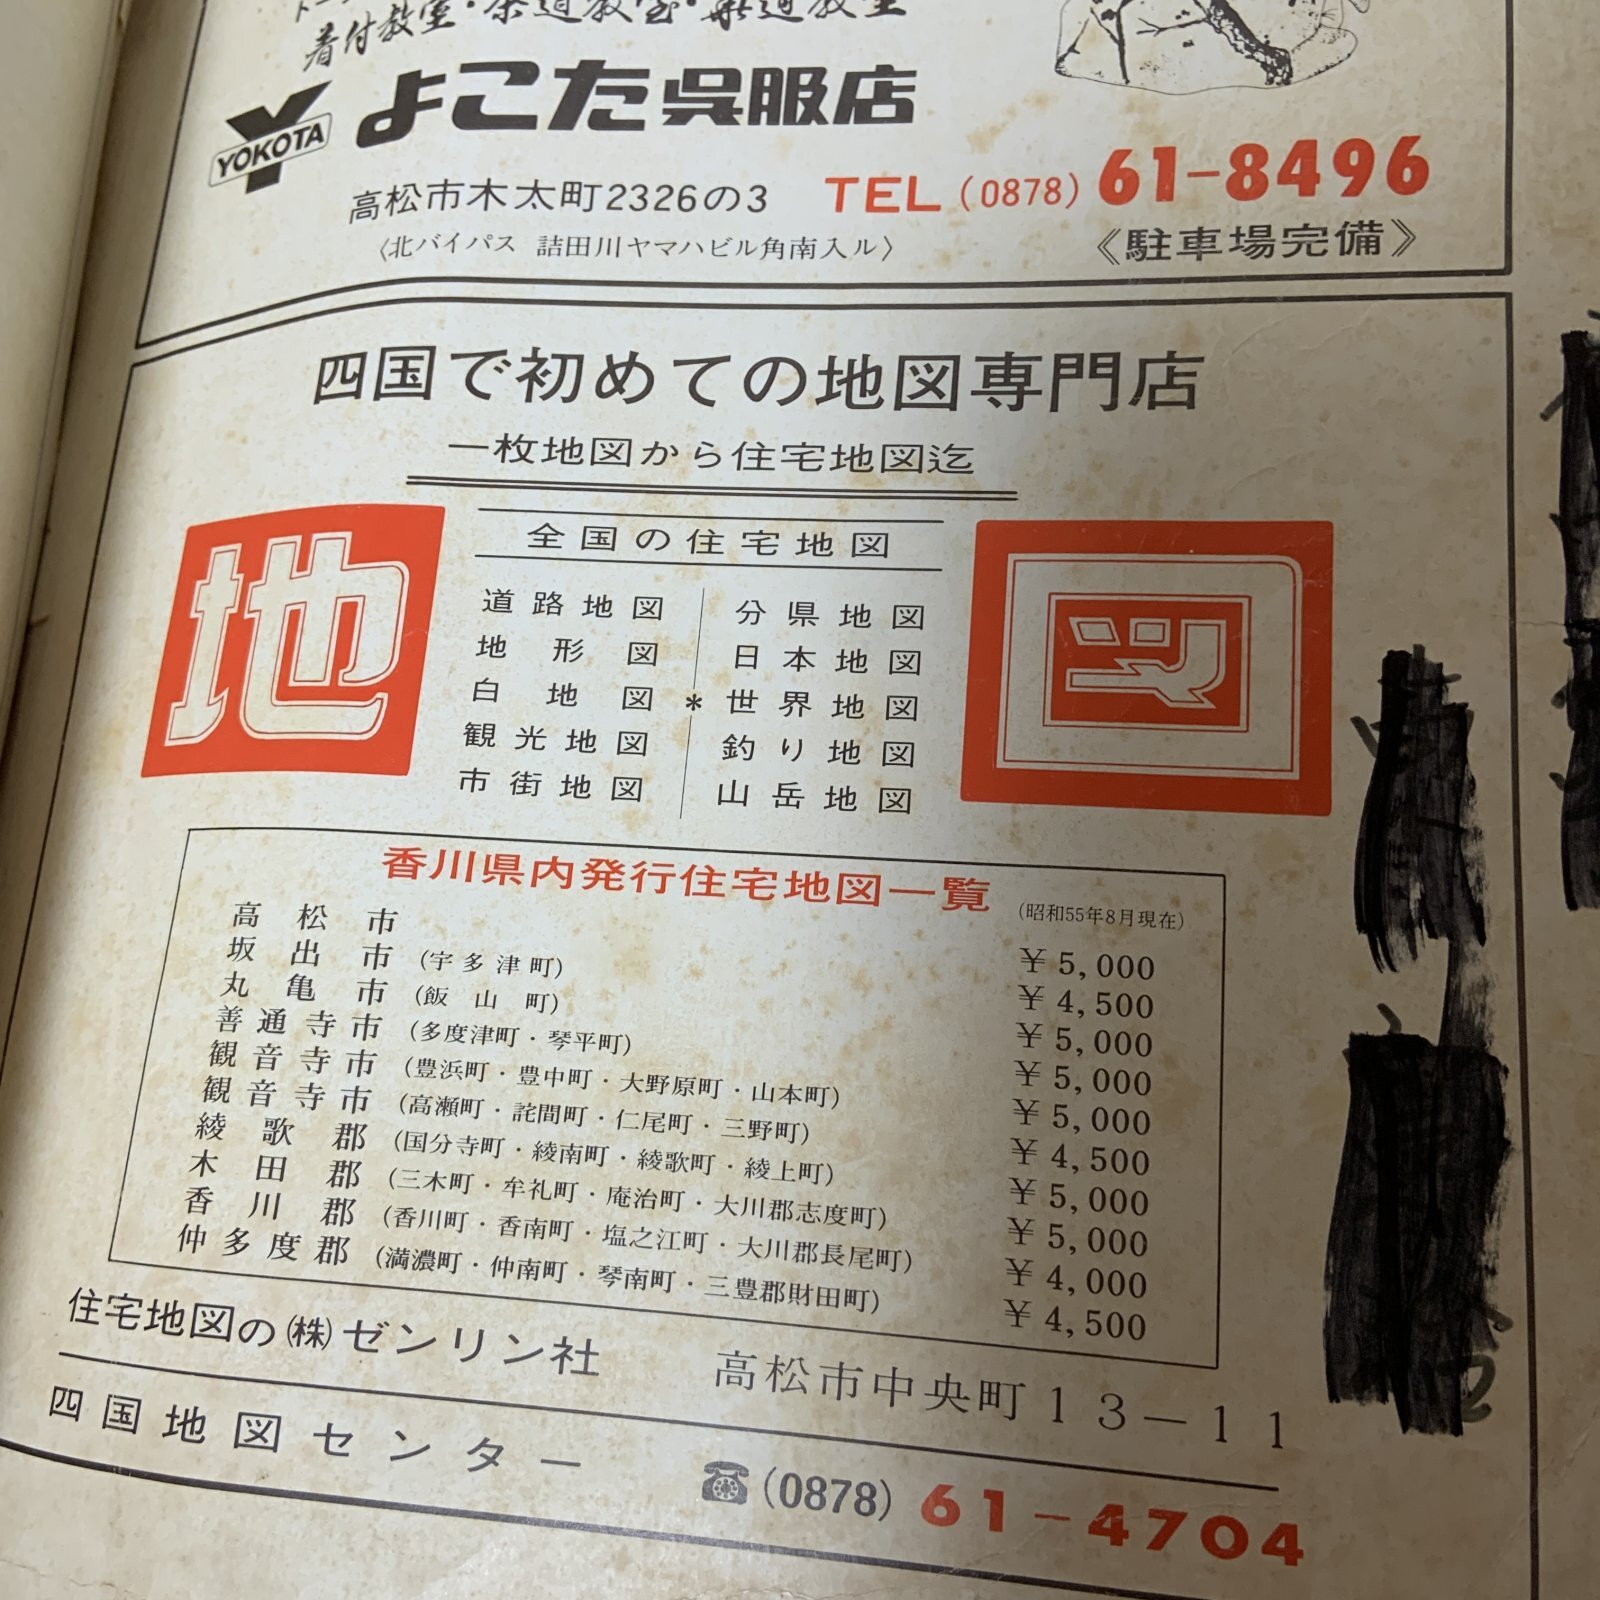 着付教室・茶道教室・華道教室
YOKOTA
よこた呉服店
高松市木太町2326の3
TEL(0878)61-8496
〈北バイパス 詰田川ヤマハビル角南入ル〉
《駐車場完備》
四国で初めての地図専門店
一枚地図から住宅地図迄
地図
全国の住宅地図
道路地図 分県地図
地形図 日本地図
白地図 * 世界地図
観光地図 釣り地図
市街地図 山岳地図
香川県内発行住宅地図一覧 (昭和55年8月現在)
高松市 ¥5,000
坂出市 (宇多津町) ¥4,500
丸亀市 (飯山町) ¥5,000
善通寺市 (多度津町・琴平町) ¥5,000
観音寺市 (豊浜町・豊中町・大野原町・山本町) ¥5,000
観音寺市 (高瀬町・詫間町・仁尾町・三野町) ¥4,500
綾歌郡 (国分寺町・綾南町・綾歌町・綾上町) ¥5,000
木田郡 (三木町・牟礼町・庵治町・大川郡志度町) ¥5,000
香川郡 (香川町・香南町・塩之江町・大川郡長尾町) ¥4,000
仲多度郡 (満濃町・仲南町・琴南町・三豊郡財田町) ¥4,500
住宅地図の(株)ゼンリン社
高松市中央町13-11
四国地図センター
☎(0878)61-4704